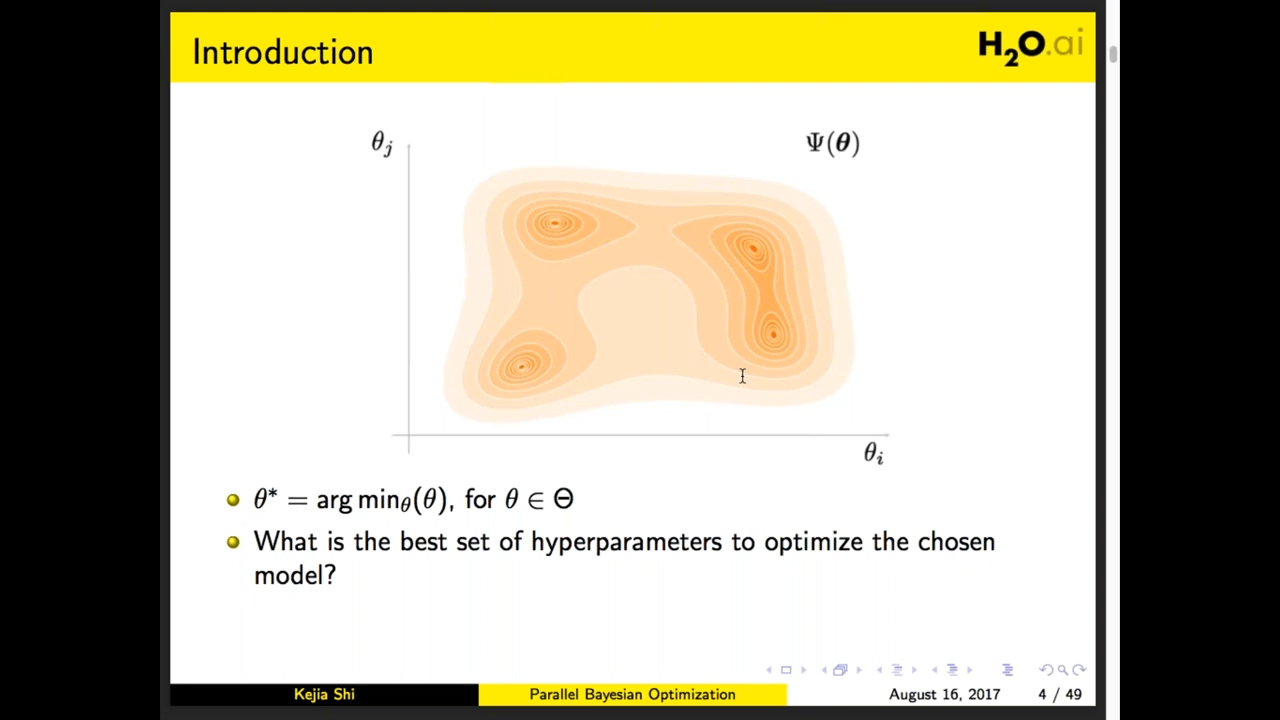 Introduction
H₂O.ai
θⱼ
Ψ(θ)
θᵢ
θ* = arg min_θ(θ), for θ ∈ Θ
What is the best set of hyperparameters to optimize the chosen
model?
Kejia Shi
Parallel Bayesian Optimization
August 16, 2017
4 / 49